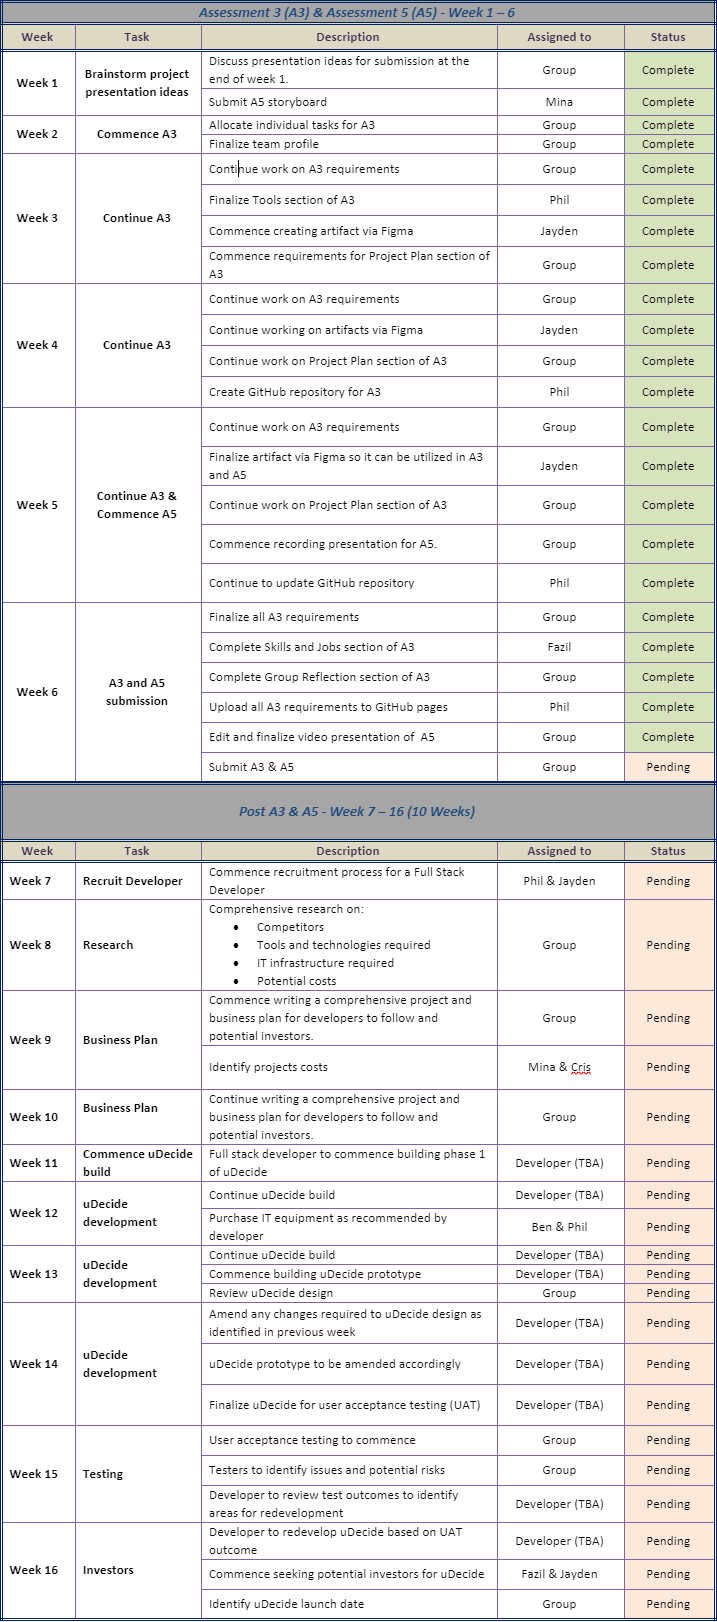 Assessment 3 (A3) & Assessment 5 (A5) - Week 1 – 6
Week Task Description Assigned to Status
Week 1
Brainstorm project
presentation ideas
Discuss presentation ideas for submission at the
end of week 1.
Group Complete
Submit A5 storyboard Mina Complete
Week 2
Commence A3
Allocate individual tasks for A3 Group Complete
Finalize team profile Group Complete
Week 3
Continue A3
Continue work on A3 requirements Group Complete
Finalize Tools section of A3 Phil Complete
Commence creating artifact via Figma Jayden Complete
Commence requirements for Project Plan section of
A3
Group Complete
Week 4
Continue A3
Continue work on A3 requirements Group Complete
Continue working on artifacts via Figma Jayden Complete
Continue work on Project Plan section of A3 Group Complete
Create GitHub repository for A3 Phil Complete
Week 5
Continue A3 &
Commence A5
Continue work on A3 requirements Group Complete
Finalize artifact via Figma so it can be utilized in A3
and A5
Jayden Complete
Continue work on Project Plan section of A3 Group Complete
Commence recording presentation for A5. Group Complete
Continue to update GitHub repository Phil Complete
Week 6
A3 and A5
submission
Finalize all A3 requirements Group Complete
Complete Skills and Jobs section of A3 Fazil Complete
Complete Group Reflection section of A3 Group Complete
Upload all A3 requirements to GitHub pages Phil Complete
Edit and finalize video presentation of A5 Group Complete
Submit A3 & A5 Group Pending
Post A3 & A5 - Week 7 – 16 (10 Weeks)
Week Task Description Assigned to Status
Week 7
Recruit Developer
Commence recruitment process for a Full Stack
Developer
Phil & Jayden Pending
Week 8
Research
Comprehensive research on:
• Competitors
• Tools and technologies required
• IT infrastructure required
• Potential costs
Group Pending
Week 9
Business Plan
Commence writing a comprehensive project and
business plan for developers to follow and
potential investors.
Group Pending
Identify projects costs Mina & Cris Pending
Week 10
Business Plan
Continue writing a comprehensive project and
business plan for developers to follow and
potential investors.
Group Pending
Week 11
Commence uDecide
build
Full stack developer to commence building phase 1
of uDecide
Developer (TBA) Pending
Week 12
uDecide
development
Continue uDecide build Developer (TBA) Pending
Purchase IT equipment as recommended by
developer
Ben & Phil Pending
Week 13
uDecide
development
Continue uDecide build Developer (TBA) Pending
Commence building uDecide prototype Developer (TBA) Pending
Review uDecide design Group Pending
Week 14
uDecide
development
Amend any changes required to uDecide design as
identified in previous week
Developer (TBA) Pending
uDecide prototype to be amended accordingly Developer (TBA) Pending
Finalize uDecide for user acceptance testing (UAT) Developer (TBA) Pending
Week 15
Testing
User acceptance testing to commence Group Pending
Testers to identify issues and potential risks Group Pending
Developer to review test outcomes to identify
areas for redevelopment
Developer (TBA) Pending
Week 16
Investors
Developer to redevelop uDecide based on UAT
outcome
Developer (TBA) Pending
Commence seeking potential investors for uDecide Fazil & Jayden Pending
Identify uDecide launch date Group Pending